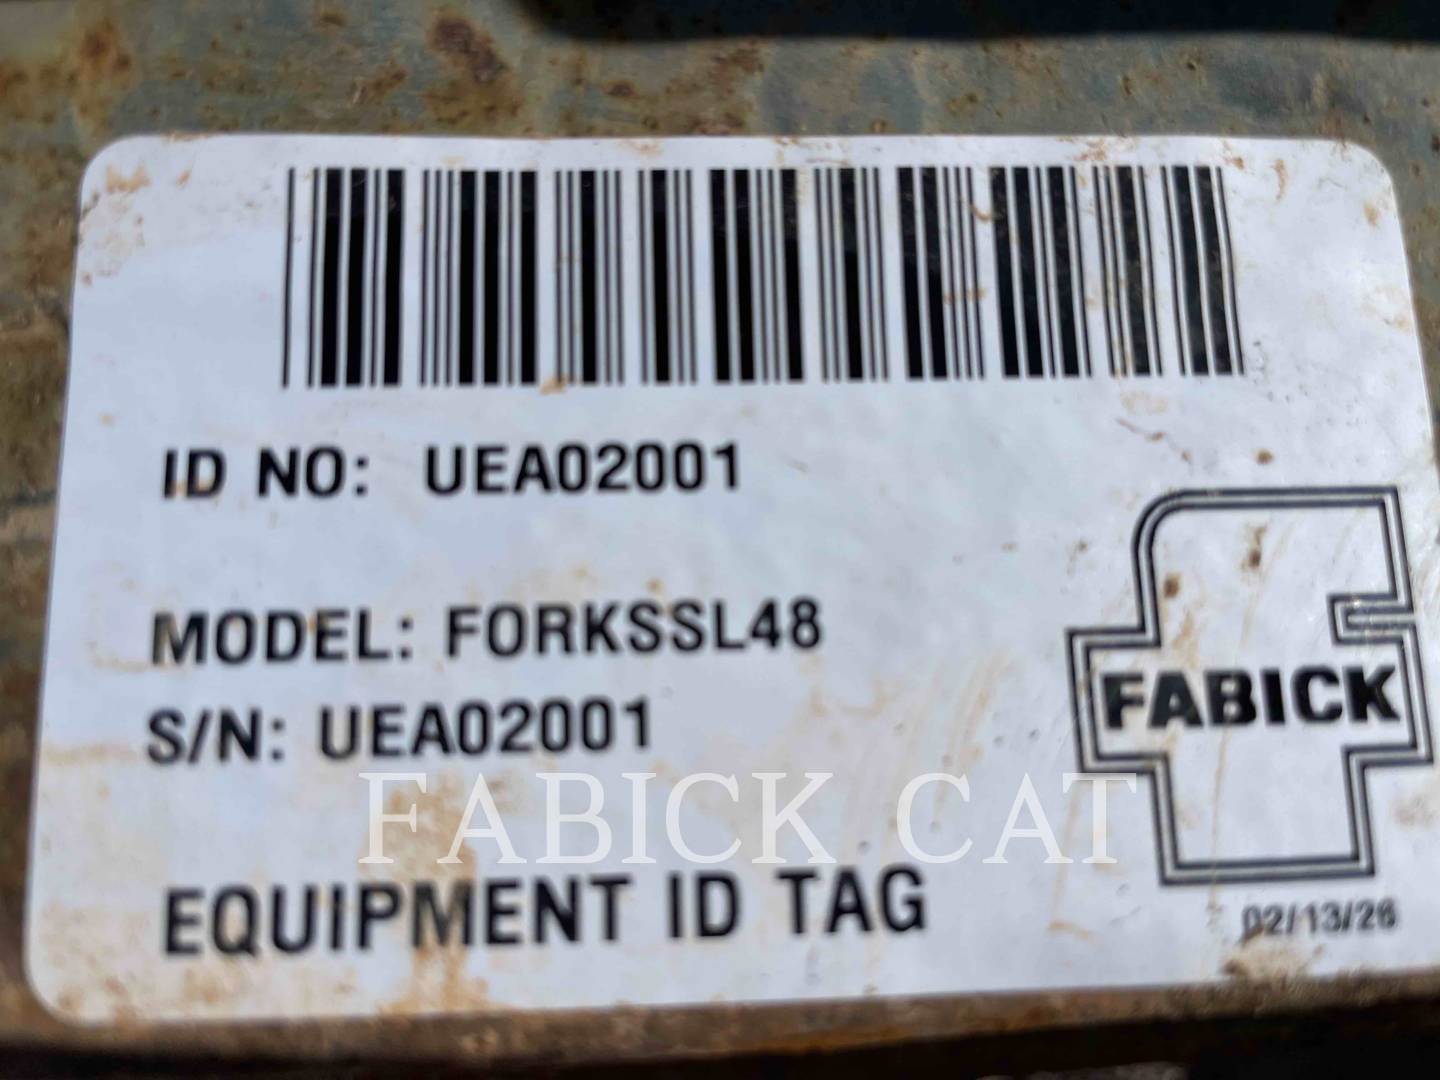 ID NO: UEA02001
MODEL: FORKSSL48
S/N: UEA02001
FABICK
FABICK CAT
EQUIPMENT ID TAG
02/13/26